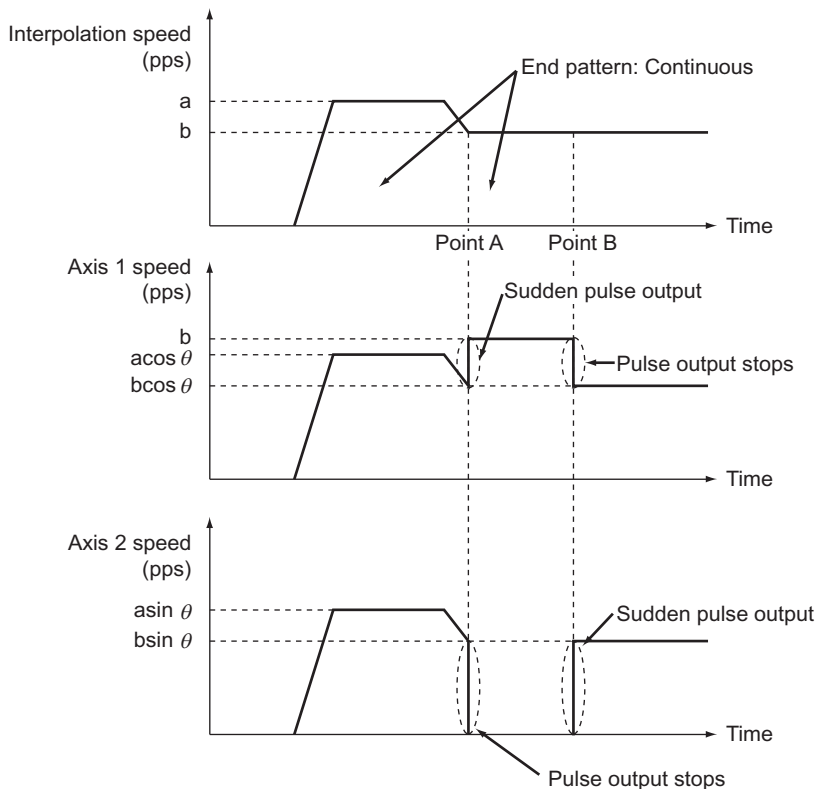 Interpolation speed
(pps)
End pattern: Continuous
a
b
Time
Point A
Point B
Axis 1 speed
(pps)
Sudden pulse output
b
acos θ
bcos θ
Pulse output stops
Time
Axis 2 speed
(pps)
asin θ
bsin θ
Sudden pulse output
Time
Pulse output stops